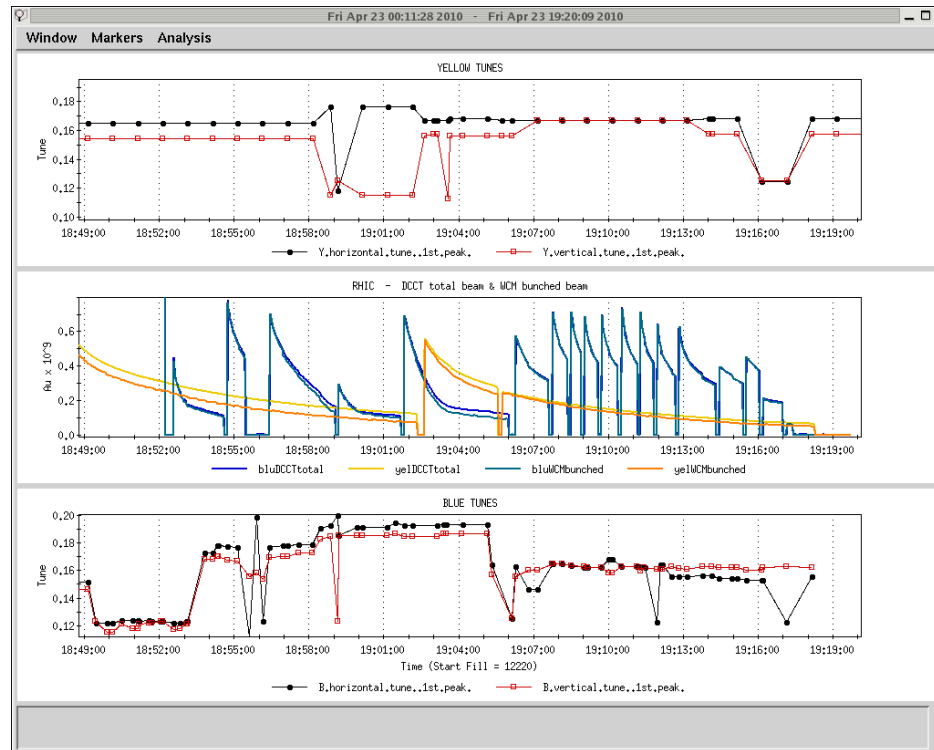 Fri Apr 23 00:11:28 2010 - Fri Apr 23 19:20:09 2010
Window Markers Analysis
YELLOW TUNES
0.18
0.16
0.14
0.12
0.10
Tune
18:49:00 18:52:00 18:55:00 18:58:00 19:01:00 19:04:00 19:07:00 19:10:00 19:13:00 19:16:00 19:19:00
Y.horizontal.tune..1st.peak. Y.vertical.tune..1st.peak.
RHIC - DCCT total beam & WCM bunched beam
0.6
0.4
0.2
0.0
Au x 10^9
18:49:00 18:52:00 18:55:00 18:58:00 19:01:00 19:04:00 19:07:00 19:10:00 19:13:00 19:16:00 19:19:00
bluDCCTtotal yelDCCTtotal bluWCMbunched yelWCMbunched
BLUE TUNES
0.20
0.18
0.16
0.14
0.12
Tune
18:49:00 18:52:00 18:55:00 18:58:00 19:01:00 19:04:00 19:07:00 19:10:00 19:13:00 19:16:00 19:19:00
Time (Start Fill = 12220)
B.horizontal.tune..1st.peak. B.vertical.tune..1st.peak.